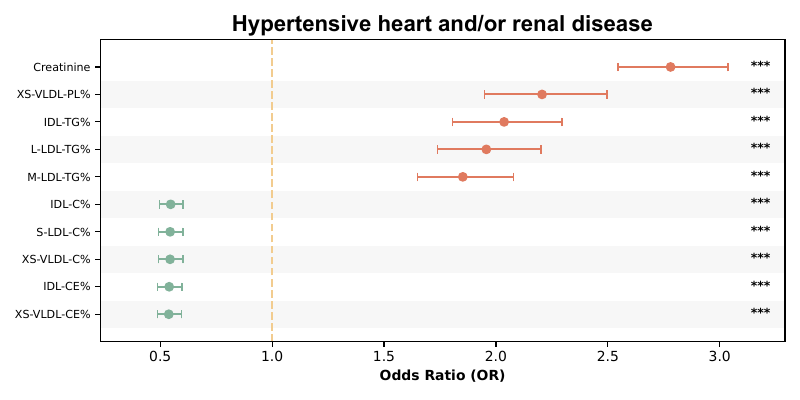 Hypertensive heart and/or renal disease
Creatinine ***
XS-VLDL-PL% ***
IDL-TG% ***
L-LDL-TG% ***
M-LDL-TG% ***
IDL-C% ***
S-LDL-C% ***
XS-VLDL-C% ***
IDL-CE% ***
XS-VLDL-CE% ***
0.5 1.0 1.5 2.0 2.5 3.0
Odds Ratio (OR)